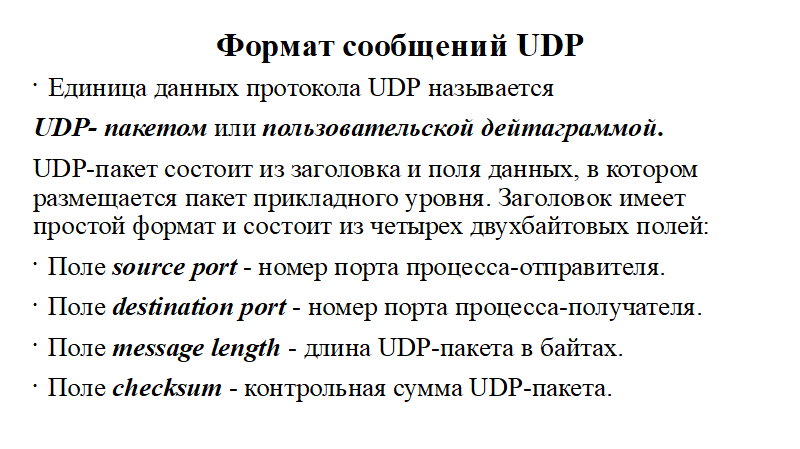 Формат сообщений UDP
· Единица данных протокола UDP называется
UDP- пакетом или пользовательской дейтаграммой.
UDP-пакет состоит из заголовка и поля данных, в котором
размещается пакет прикладного уровня. Заголовок имеет
простой формат и состоит из четырех двухбайтовых полей:
· Поле source port - номер порта процесса-отправителя.
· Поле destination port - номер порта процесса-получателя.
· Поле message length - длина UDP-пакета в байтах.
· Поле checksum - контрольная сумма UDP-пакета.